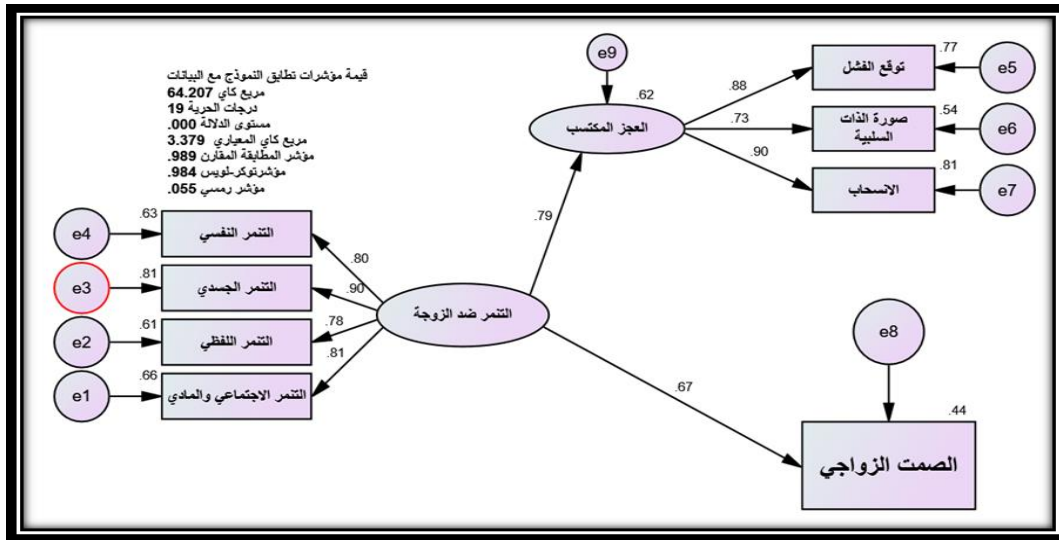 قيمة مؤشرات تطابق النموذج مع البيانات
مربع كاي 64.207
درجات الحرية 19
مستوى الدلالة 000.
مربع كاي المعياري 3.379
مؤشر المطابقة المقارن 989.
مؤشرتوكر-لويس 984.
مؤشر رمسي 055.
e9
.62
العجز المكتسب
.88
.73
.90
.77
توقع الفشل
e5
.54
صورة الذات
السلبية
e6
.81
الانسحاب
e7
.79
e4
.63
التنمر النفسي
.80
e3
.81
التنمر الجسدي
.90
e2
.61
التنمر اللفظي
.78
e1
.66
التنمر الاجتماعي والمادي
.81
التنمر ضد الزوجة
.67
e8
.44
الصمت الزواجي